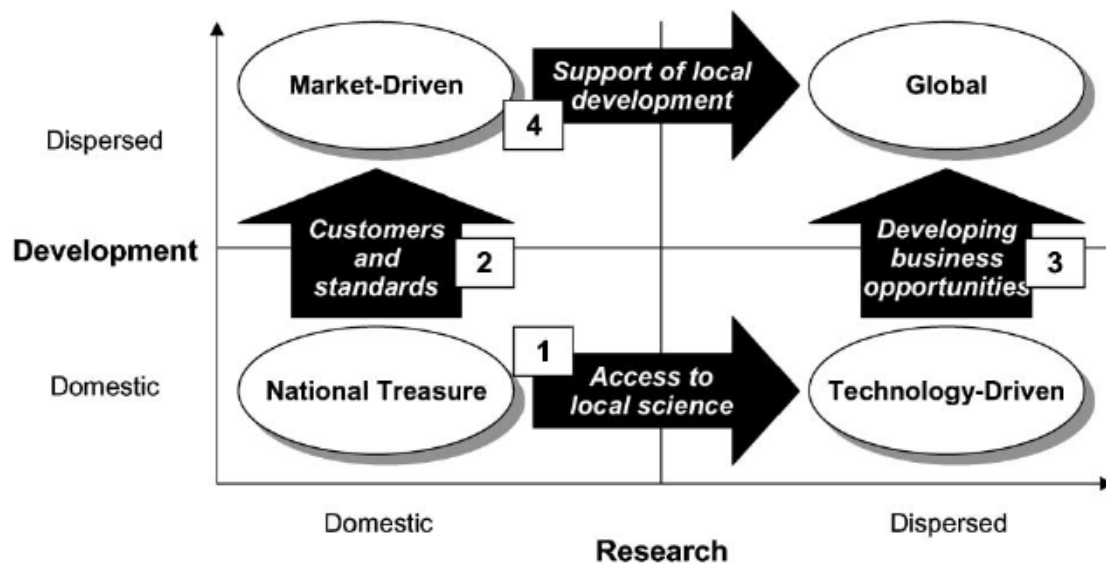 Market-Driven
Support of local
development
Global
4
Dispersed
Development
Customers
and
standards
2
Developing
business
opportunities
3
1
Domestic
National Treasure
Access to
local science
Technology-Driven
Domestic
Dispersed
Research